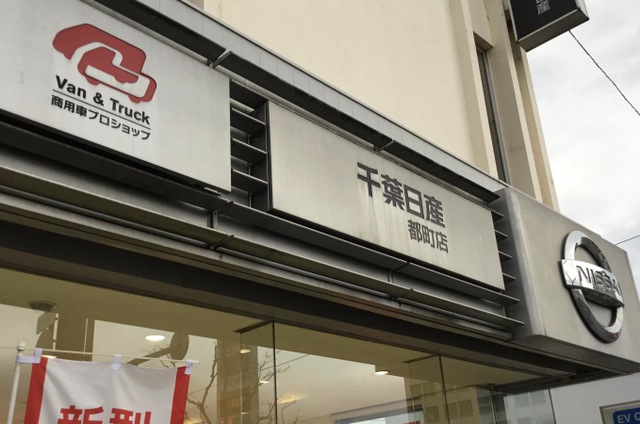 Van & Truck
商用車プロショップ
千葉日産
都町店
NISSAN
新型